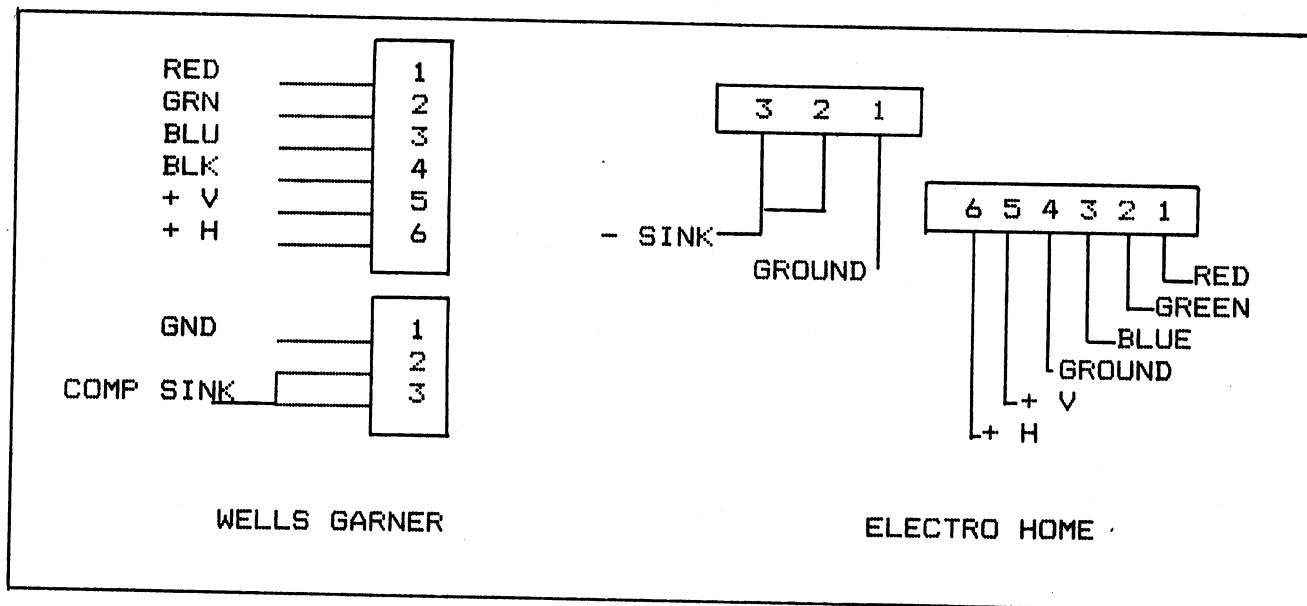 RED 1
GRN 2
BLU 3
BLK 4
+ V 5
+ H 6
GND 1
2
COMP SINK 3
WELLS GARNER
3 2 1
- SINK
GROUND
6 5 4 3 2 1
RED
GREEN
BLUE
GROUND
+ V
+ H
ELECTRO HOME